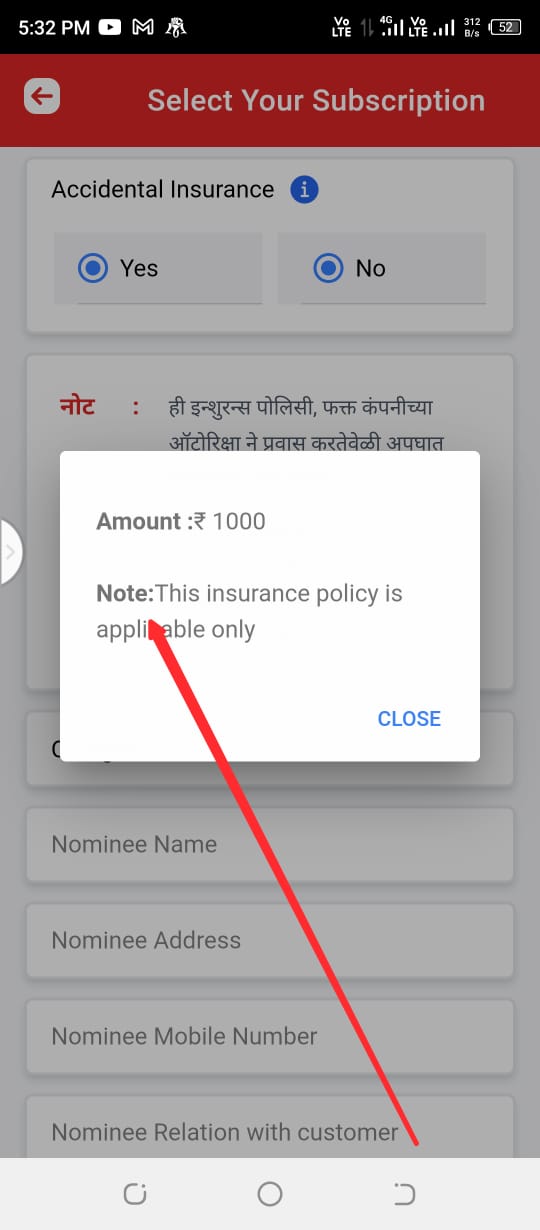 5:32 PM
Vo LTE 4G Vo LTE 312 B/s 52
Select Your Subscription
Accidental Insurance
Yes No
नोट : ही इन्शुरन्स पोलिसी, फक्त कंपनीच्या
ऑटोरिक्षा ने प्रवास करतेवेळी अपघात
Amount :₹ 1000
Note:This insurance policy is
applicable only
CLOSE
Nominee Name
Nominee Address
Nominee Mobile Number
Nominee Relation with customer